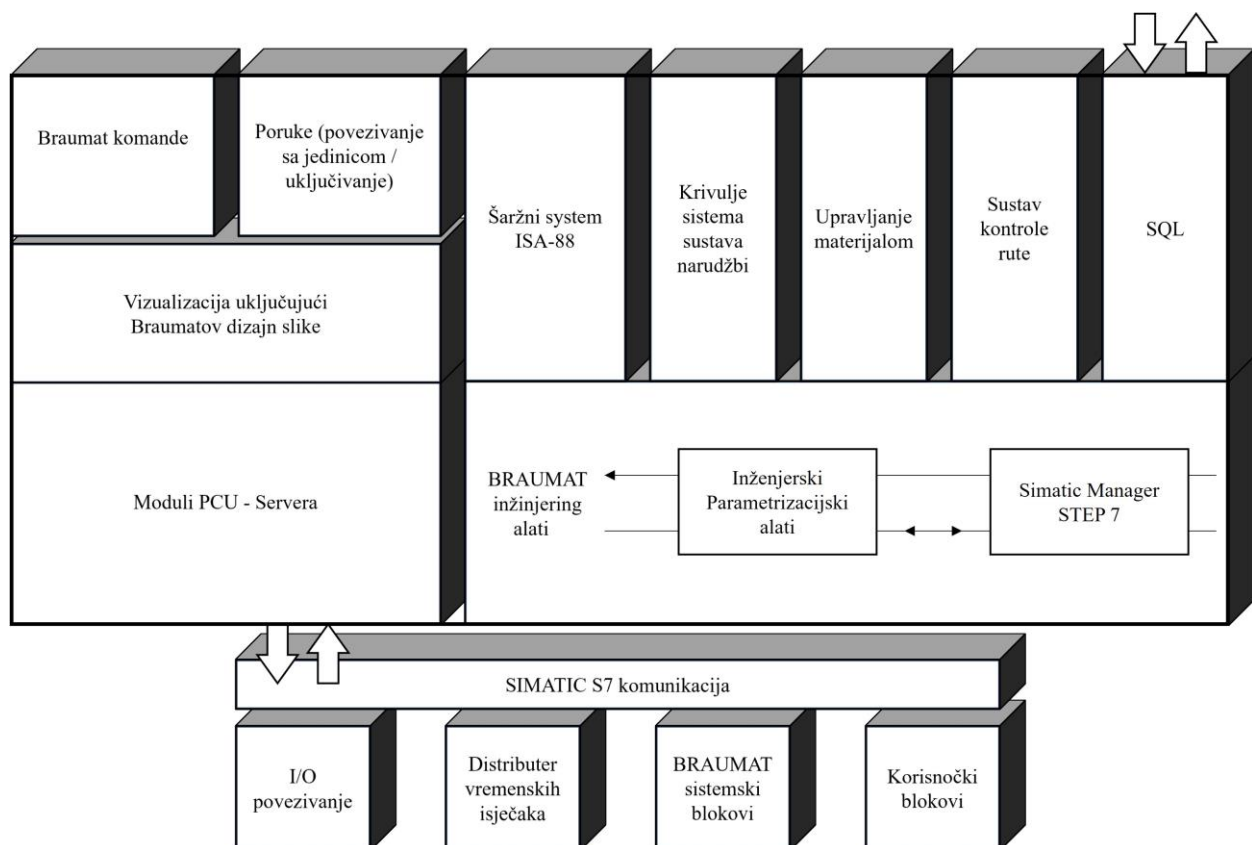 Braumat komande
Poruke (povezivanje
sa jedinicom /
uključivanje)
Šaržni system
ISA-88
Krivulje
sistema
sustava
narudžbi
Upravljanje
materijalom
Sustav
kontrole
rute
SQL
Vizualizacija uključujući
Braumatov dizajn slike
Moduli PCU - Servera
BRAUMAT
inžinjering
alati
Inženjerski
Parametrizacijski
alati
Simatic Manager
STEP 7
SIMATIC S7 komunikacija
I/O
povezivanje
Distributer
vremenskih
isječaka
BRAUMAT
sistemski
blokovi
Korisnočki
blokovi